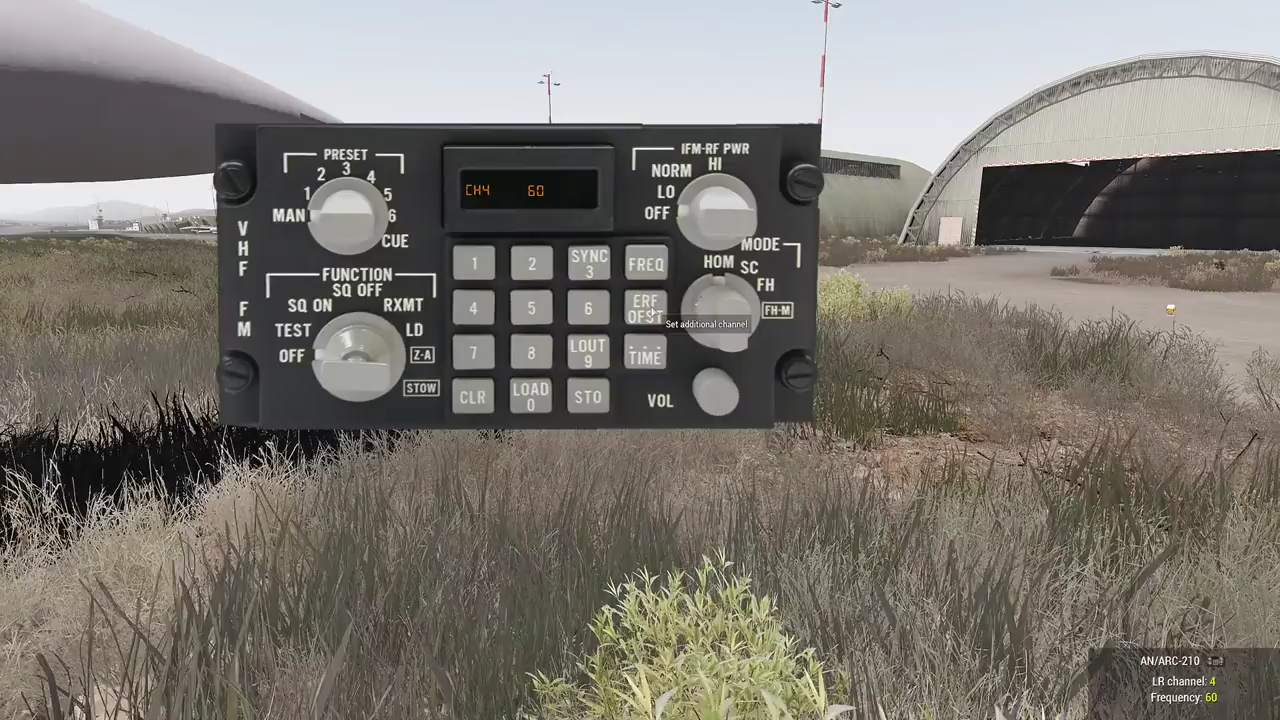 PRESET
1 2 3 4 5 6
MAN
CUE
VHF FM
FUNCTION
SQ OFF
SQ ON
RXMT
TEST
LD
OFF
Z-A
STOW
CH4 60
1 2 SYNC 3 FREQ
4 5 6 ERF OFST
7 8 LOUT 9 TIME
CLR LOAD 0 STO
IFM-RF PWR
HI
NORM
LO
OFF
MODE
HOM
SC
FH
FH-M
Set additional channel
VOL
AN/ARC-210
LR channel: 4
Frequency: 60